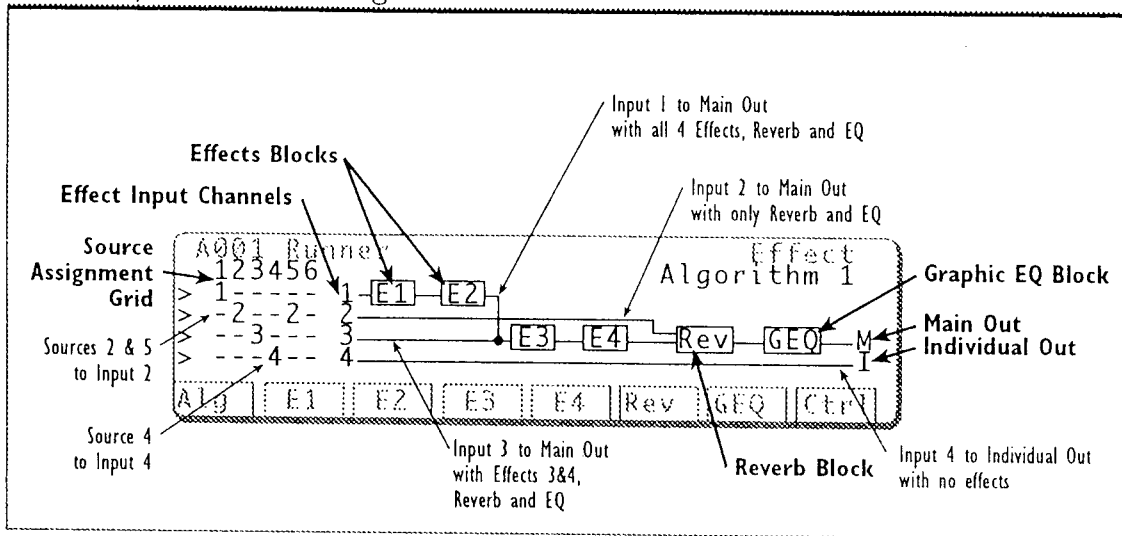 Input 1 to Main Out
with all 4 Effects, Reverb and EQ
Effects Blocks
Effect Input Channels
Input 2 to Main Out
with only Reverb and EQ
Source
Assignment
Grid
A001 Runner Effect
123456 Algorithm 1
> 1----- 1 E1 E2
> -2--2- 2
> --3--- 3 E3 E4 Rev GEQ M
> ---4-- 4 I
Graphic EQ Block
Main Out
Individual Out
Sources 2 & 5
to Input 2
Alg E1 E2 E3 E4 Rev GEQ Ctrl
Source 4
to Input 4
Input 3 to Main Out
with Effects 3&4,
Reverb and EQ
Reverb Block
Input 4 to Individual Out
with no effects